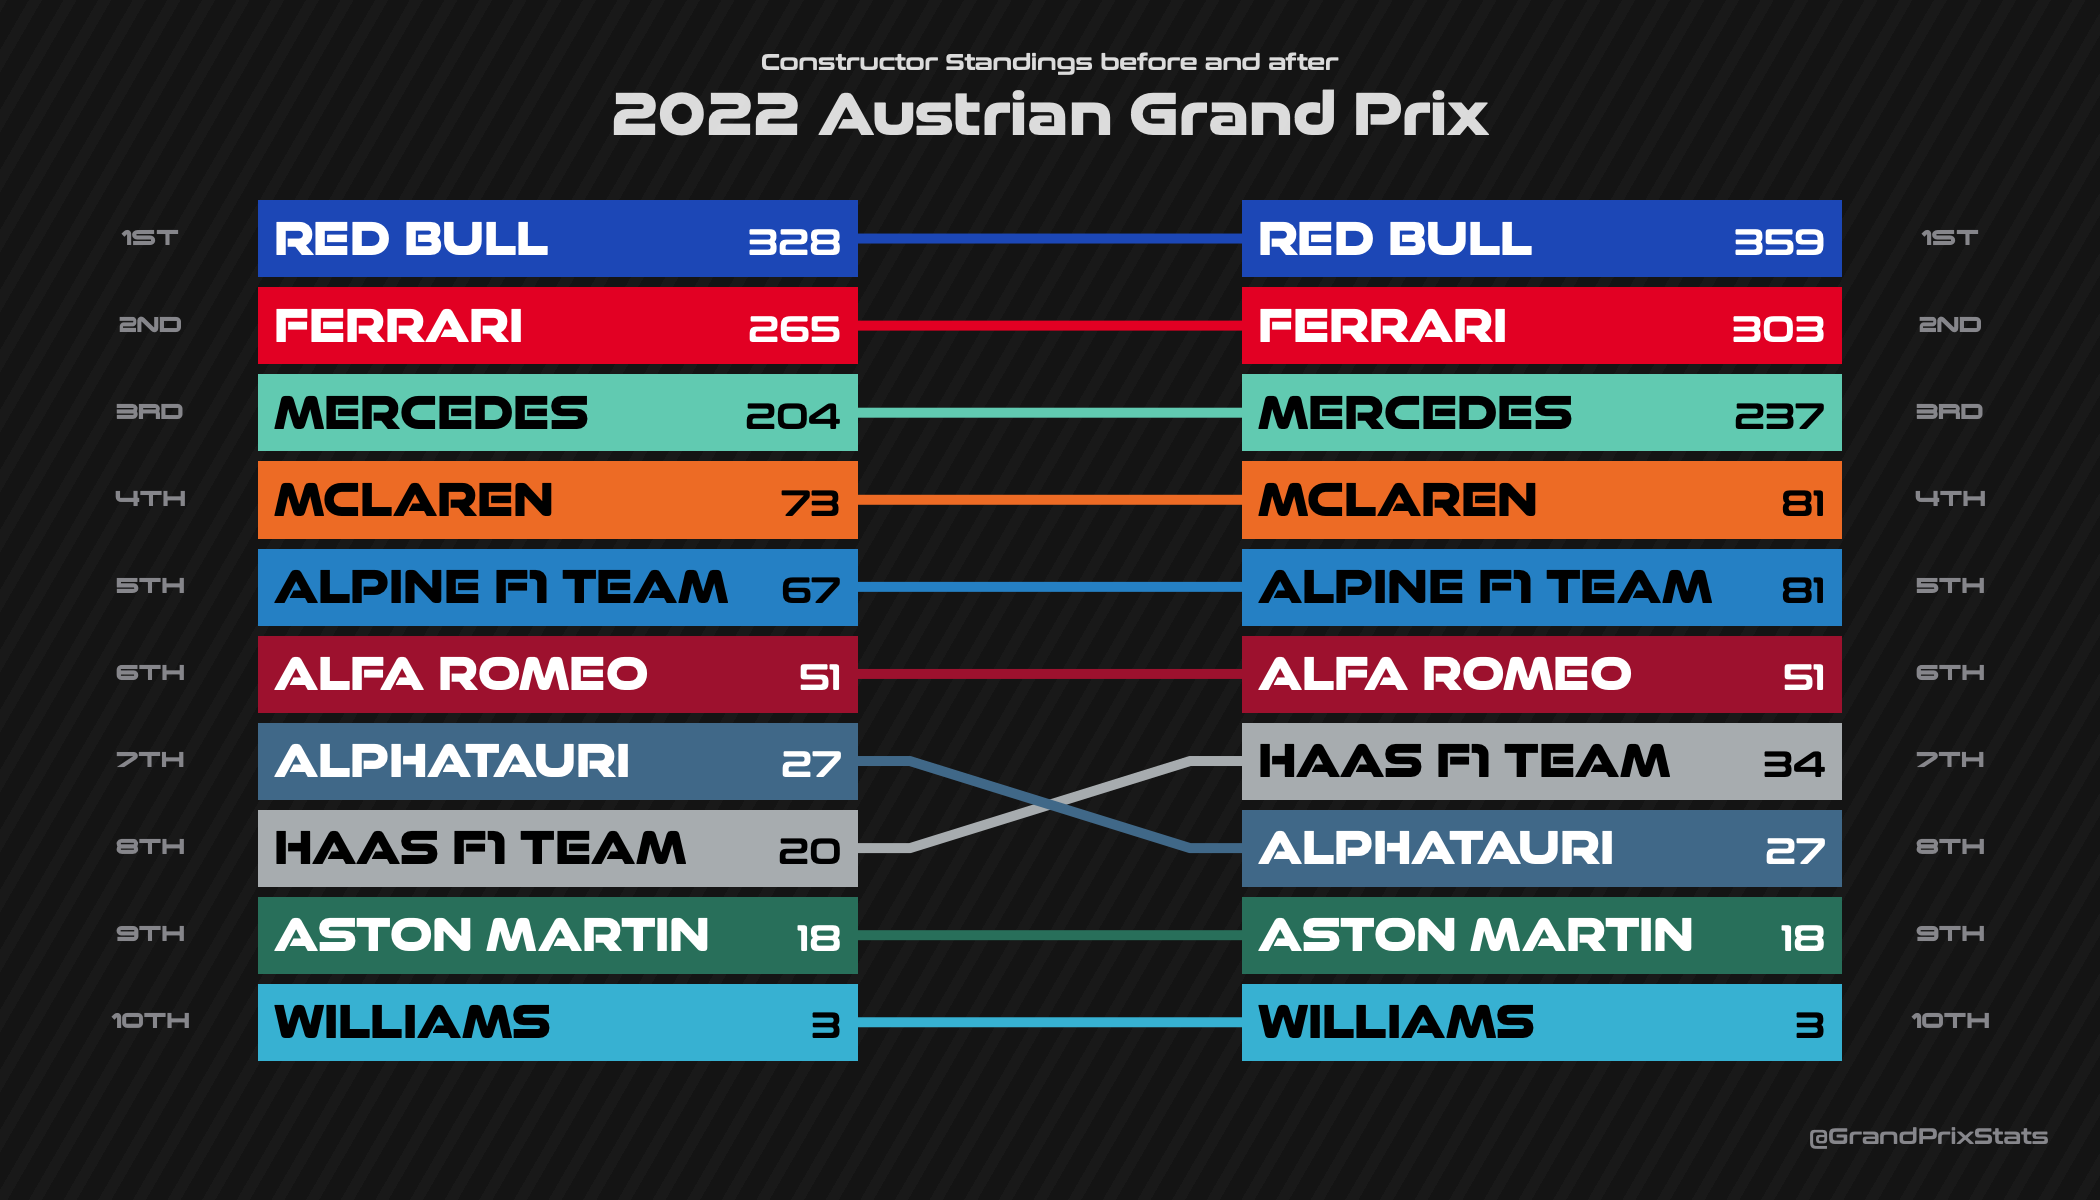 Constructor Standings before and after
2022 Austrian Grand Prix
1ST RED BULL 328 RED BULL 359 1ST
2ND FERRARI 265 FERRARI 303 2ND
3RD MERCEDES 204 MERCEDES 237 3RD
4TH MCLAREN 73 MCLAREN 81 4TH
5TH ALPINE F1 TEAM 67 ALPINE F1 TEAM 81 5TH
6TH ALFA ROMEO 51 ALFA ROMEO 51 6TH
7TH ALPHATAURI 27 HAAS F1 TEAM 34 7TH
8TH HAAS F1 TEAM 20 ALPHATAURI 27 8TH
9TH ASTON MARTIN 18 ASTON MARTIN 18 9TH
10TH WILLIAMS 3 WILLIAMS 3 10TH
@GrandPrixStats